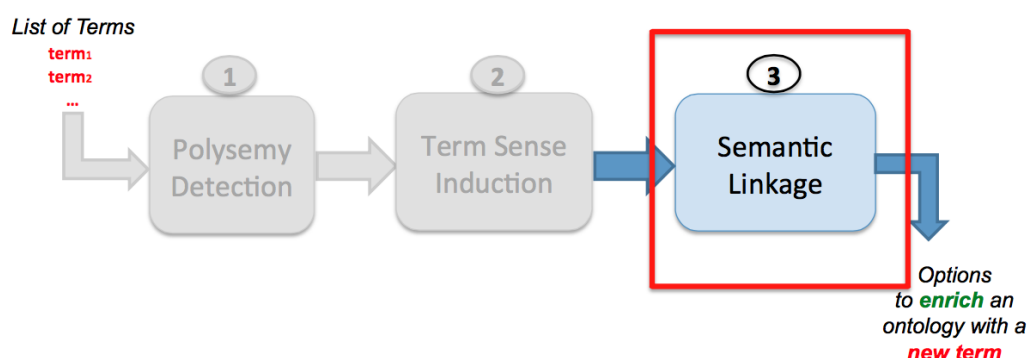 List of Terms
term1
term2
...
1
Polysemy
Detection
2
Term Sense
Induction
3
Semantic
Linkage
Options
to enrich an
ontology with a
new term